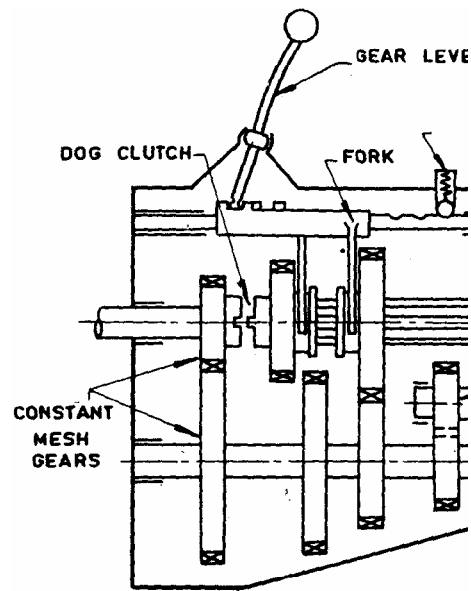 GEAR LEVE
DOG CLUTCH
FORK
CONSTANT
MESH
GEARS